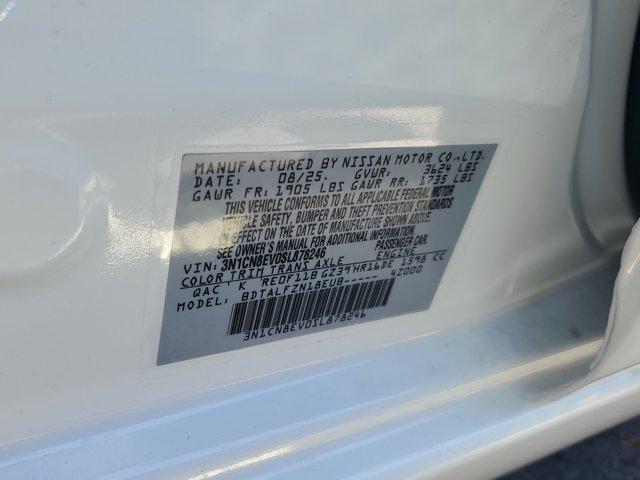 MANUFACTURED BY NISSAN MOTOR CO.,LTD.
DATE: 08/25. GVWR: 3624 LBS
GAWR FR: 1905 LBS GAWR RR: 1735 LBS
THIS VEHICLE CONFORMS TO ALL APPLICABLE FEDERAL MOTOR
VEHICLE SAFETY, BUMPER AND THEFT PREVENTION STANDARDS
IN EFFECT ON THE DATE OF MANUFACTURE SHOWN ABOVE.
SEE OWNER'S MANUAL FOR ADDITIONAL INFORMATION
VIN: 3N1CN8EV0SL878246 PASSENGER CAR.
COLOR TRIM TRANS AXLE ENGINE
QAC K RE0F11B GZ39 HR16DE 1598 CC
MODEL: BDTALFZN18EUB----- 42000
3N1CN8EV0SL878246